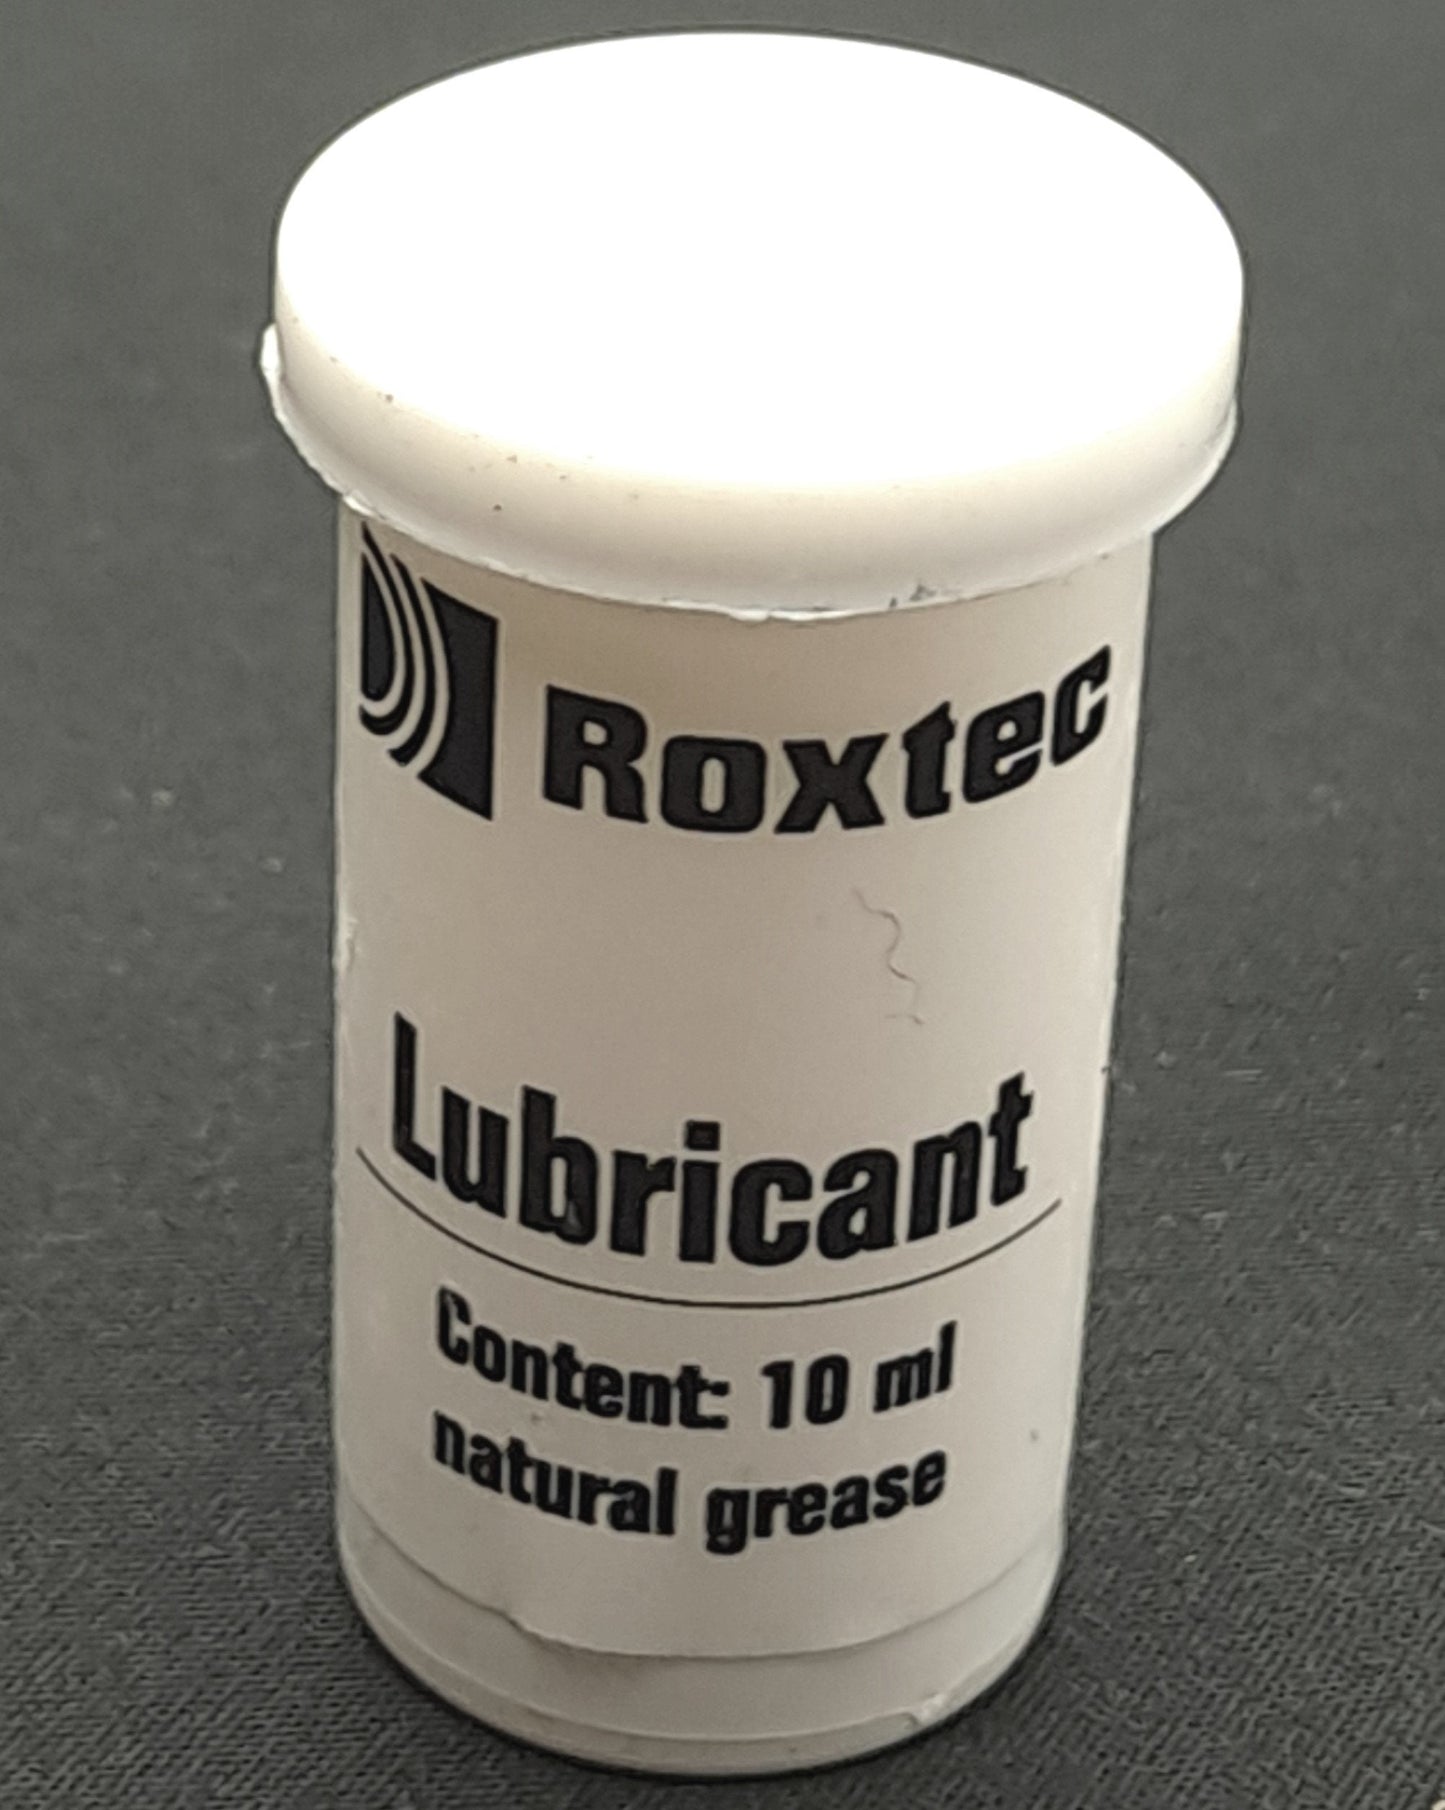 Roxtec
Lubricant
Content: 10 ml
natural grease